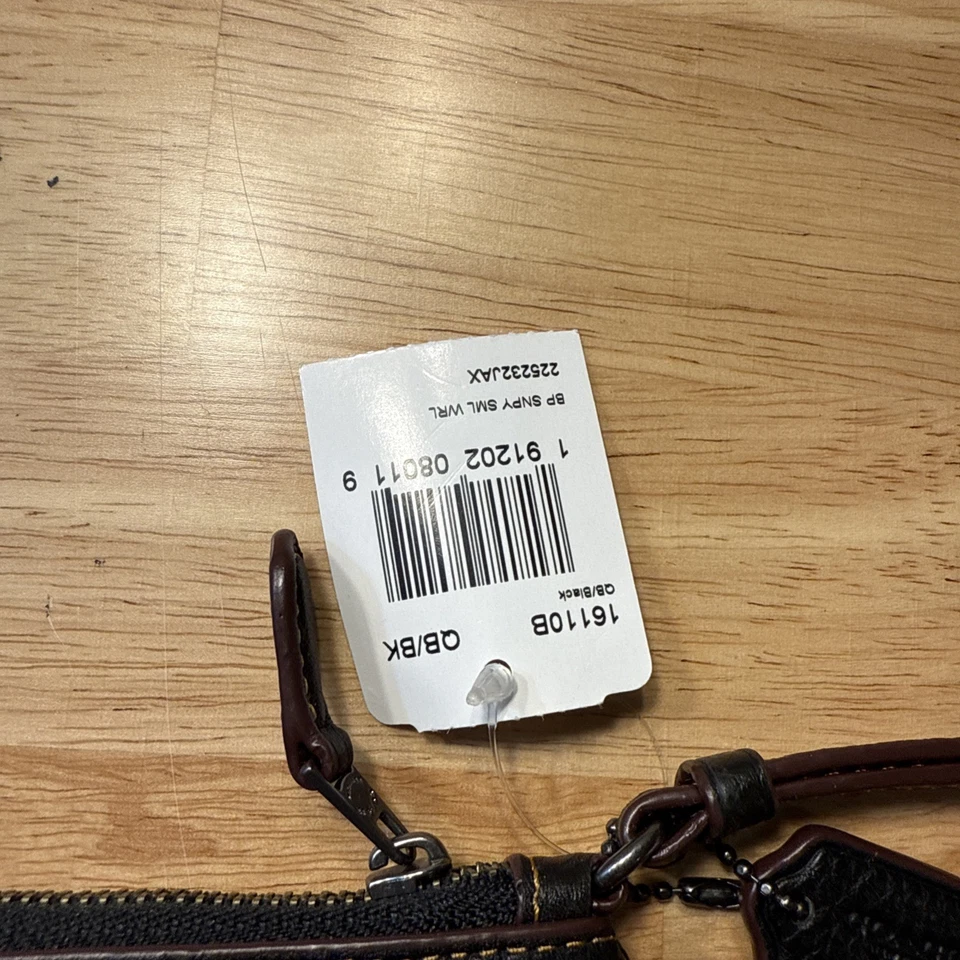 16110B QB/BK
QB/Black
1 91202 08011 9
BP SNPY SML WRL
225232JAX